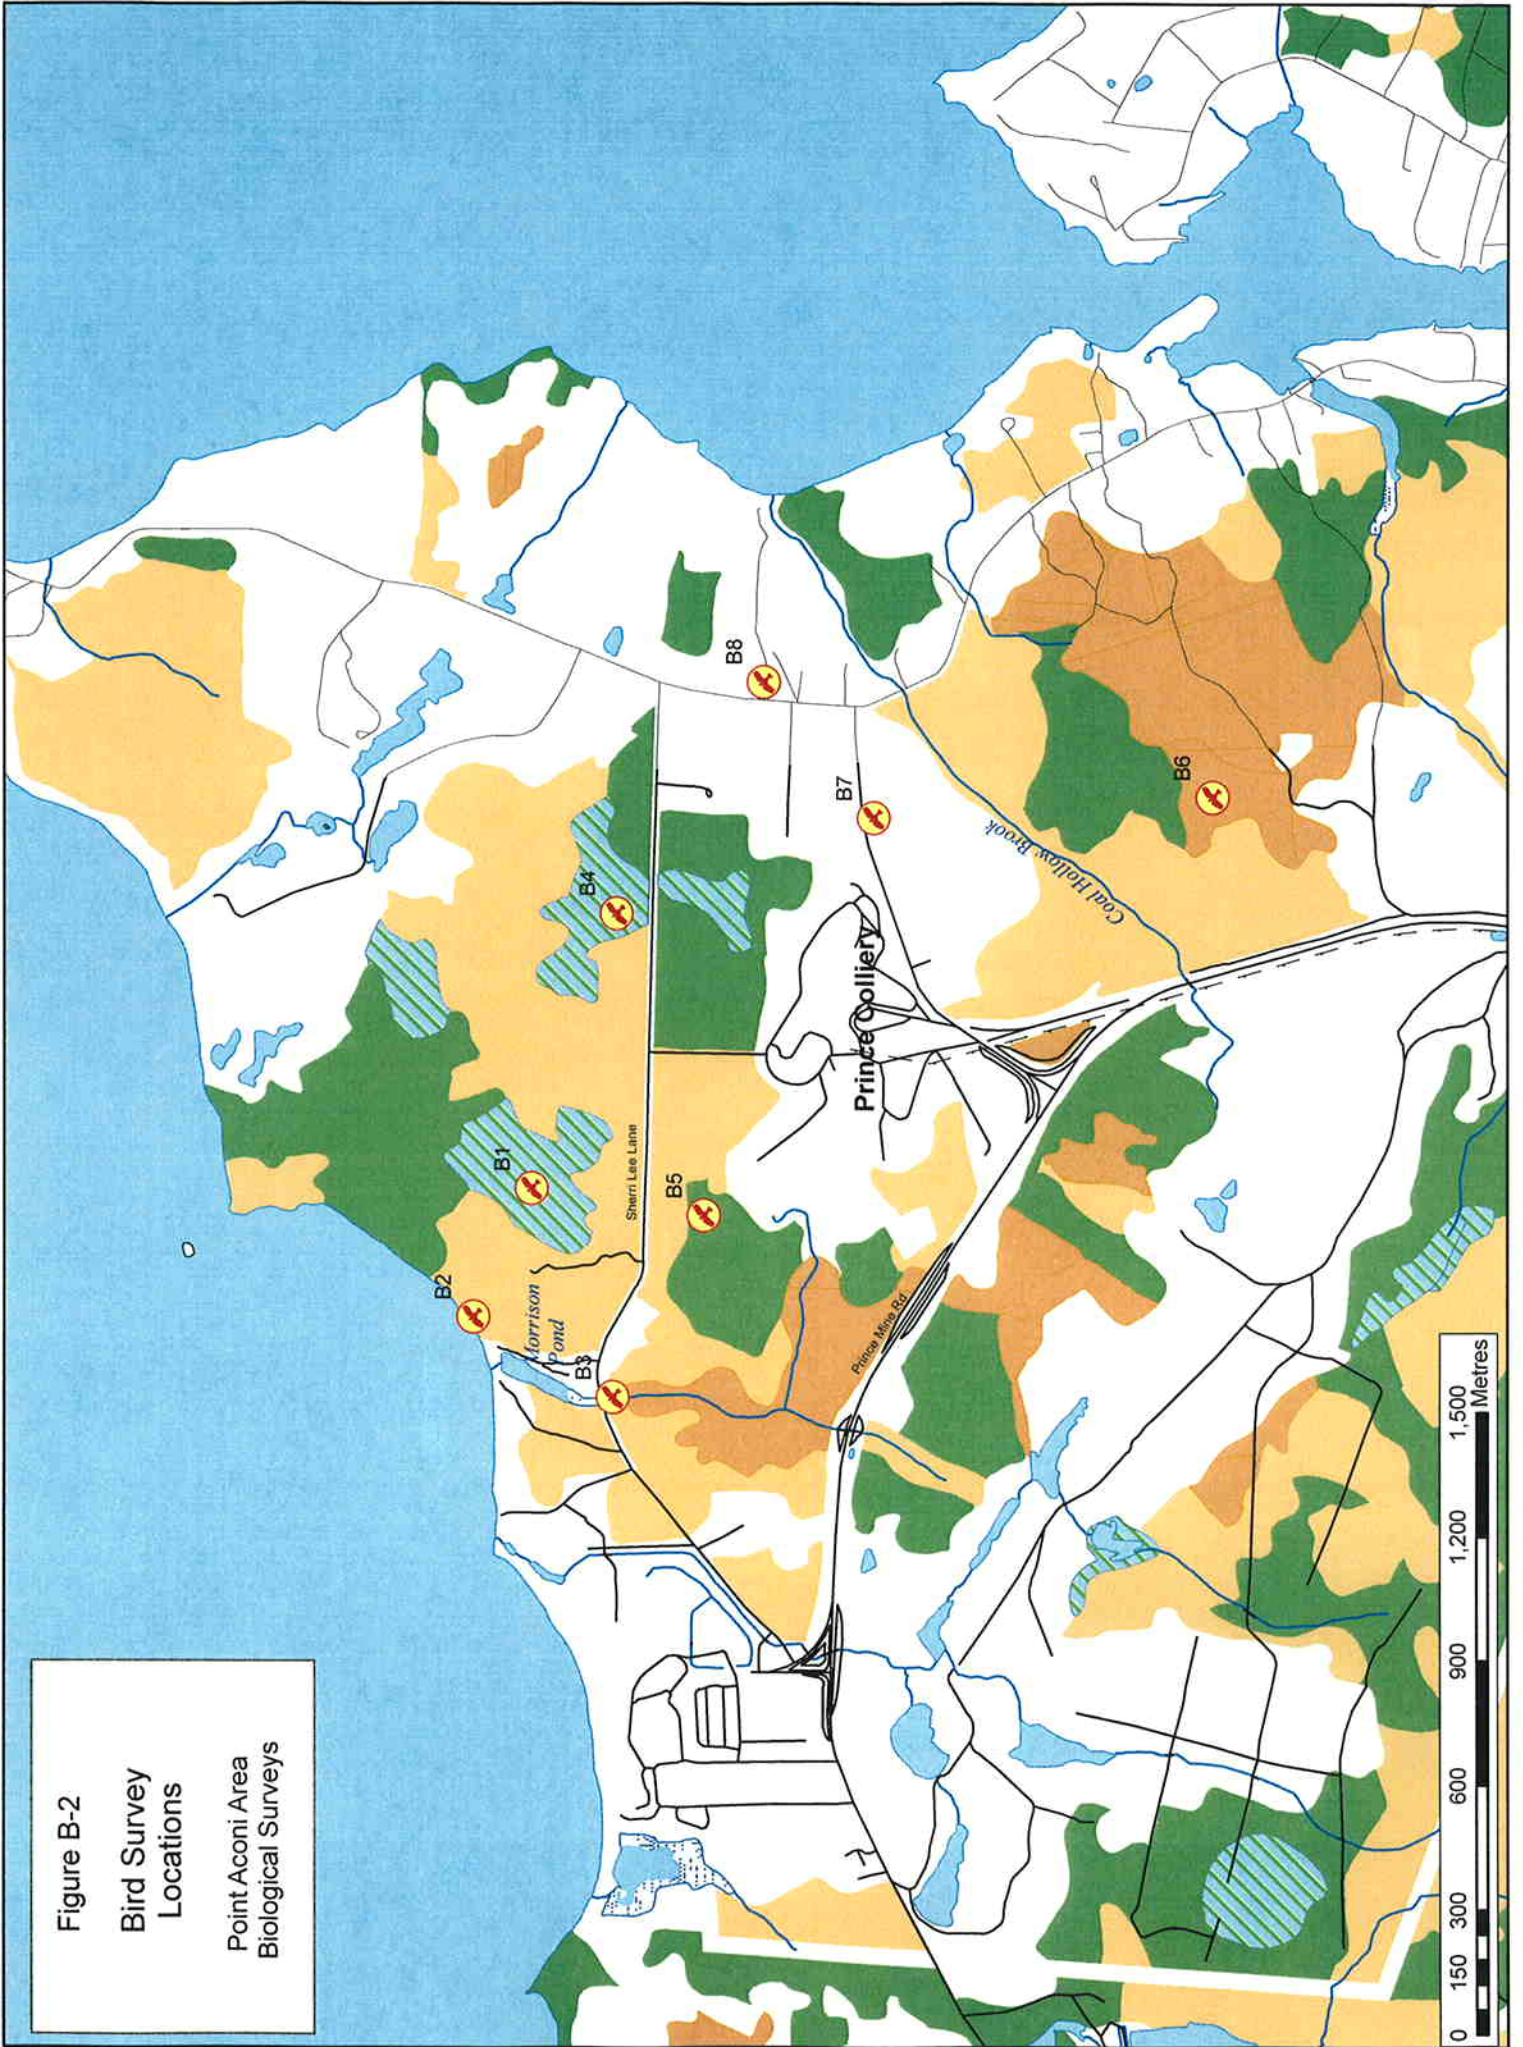 Figure B-2
Bird Survey
Locations
Point Aconi Area
Biological Surveys
B2
B1
B4
B3
Morrison
Pond
Sherri Lee Lane
B5
B8
B7
Prince Colliery
Coal Hollow Brook
Prince Mine Rd
B6
0 150 300 600 900 1,200 1,500
Metres